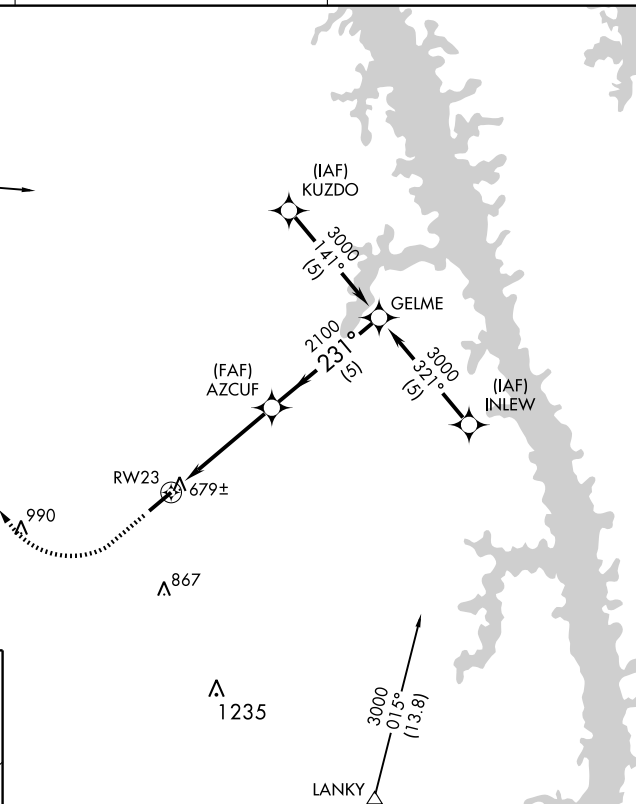 (IAF)
KUZDO
3000
141°
(5)
GELME
2100
231°
(5)
3000
321°
(5)
(IAF)
INLEW
(FAF)
AZCUF
RW23
679±
990
867
1235
3000
015°
(13.8)
LANKY